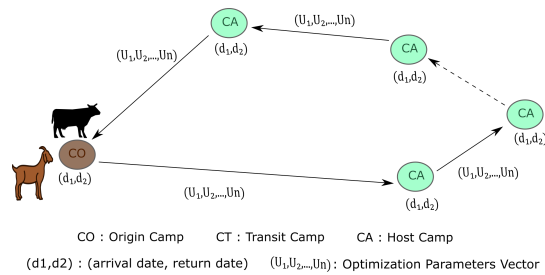 CA
(U₁,U₂,...,Un)
(d₁,d₂)
CA
(U₁,U₂,...,Un)
(d₁,d₂)
CA
(d₁,d₂)
CO
(d₁,d₂)
CA
(U₁,U₂,...,Un)
(U₁,U₂,...,Un)
(d₁,d₂)
CO : Origin Camp CT : Transit Camp CA : Host Camp
(d1,d2) : (arrival date, return date) (U₁,U₂,...,Un) : Optimization Parameters Vector